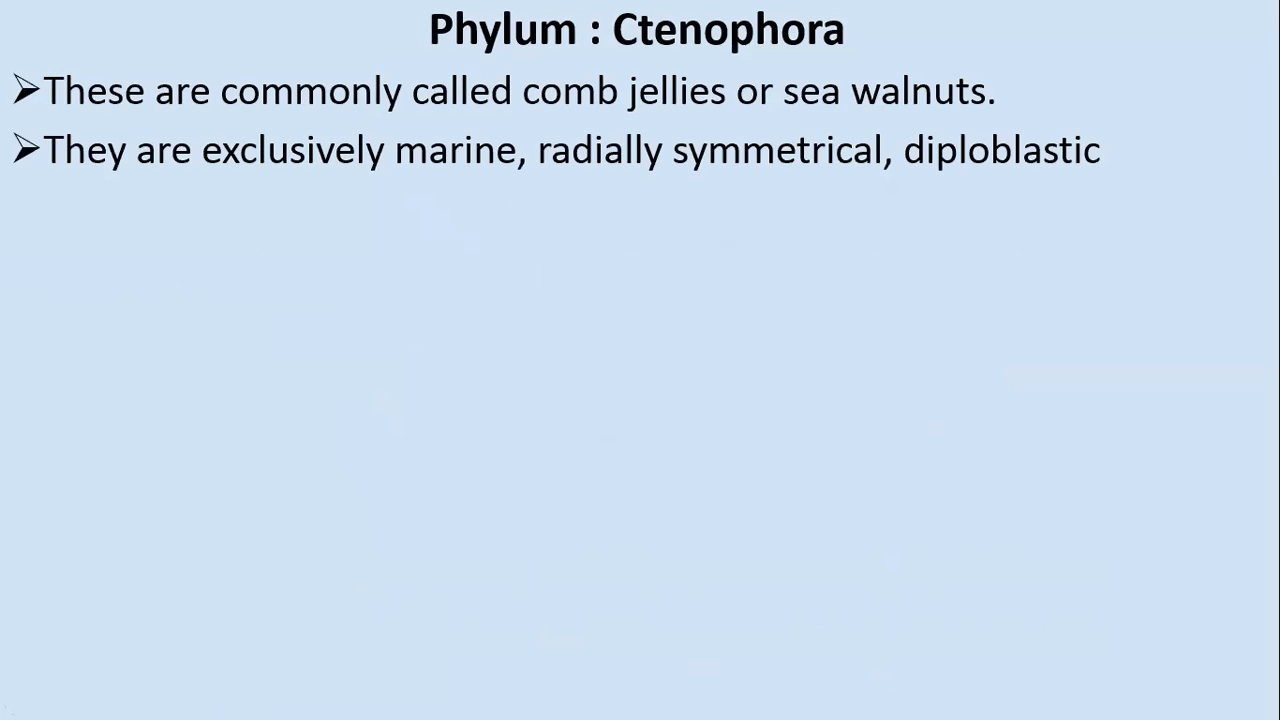 Phylum : Ctenophora
➢These are commonly called comb jellies or sea walnuts.
➢They are exclusively marine, radially symmetrical, diploblastic